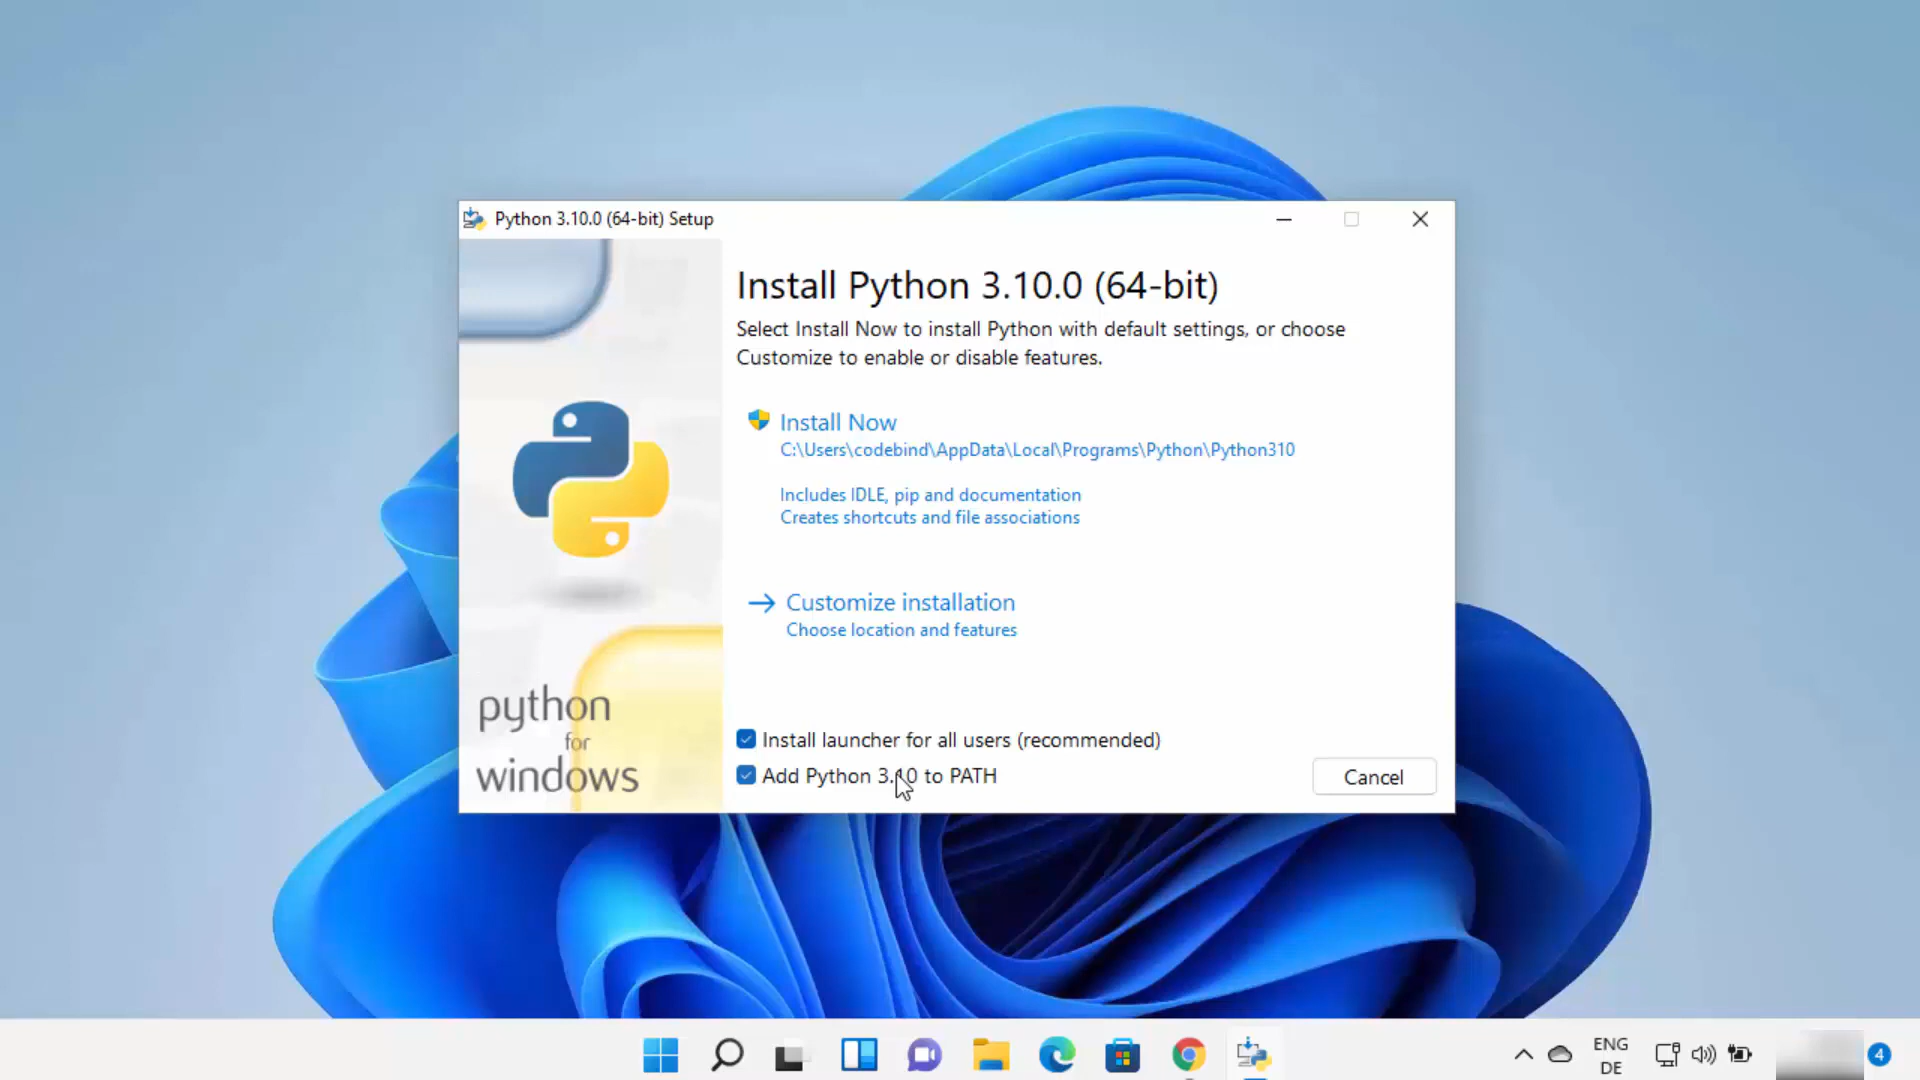 Python 3.10.0 (64-bit) Setup
Install Python 3.10.0 (64-bit)
Select Install Now to install Python with default settings, or choose
Customize to enable or disable features.
Install Now
C:\Users\codebind\AppData\Local\Programs\Python\Python310
Includes IDLE, pip and documentation
Creates shortcuts and file associations
Customize installation
Choose location and features
python
for
windows
Install launcher for all users (recommended)
Add Python 3.10 to PATH
Cancel
ENG
DE
4